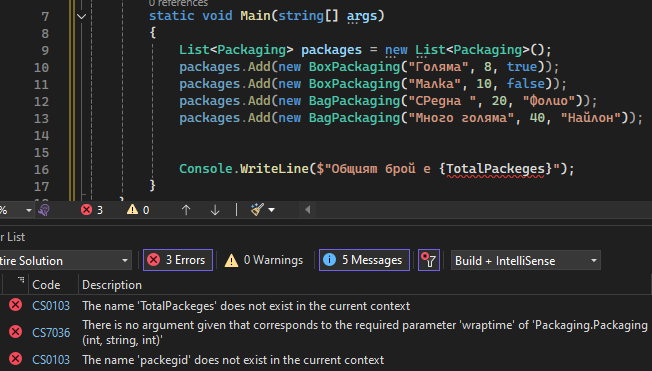 0 references
7 static void Main(string[] args)
8 {
9 List<Packaging> packages = new List<Packaging>();
10 packages.Add(new BoxPackaging("Голяма", 8, true));
11 packages.Add(new BoxPackaging("Малка", 10, false));
12 packages.Add(new BagPackaging("СРедна ", 20, "Фолио"));
13 packages.Add(new BagPackaging("Много голяма", 40, "Найлон"));
14
15
16 Console.WriteLine($"Общият брой е {TotalPackeges}");
17 }
% 3 0
r List
tire Solution 3 Errors 0 Warnings 5 Messages Build + IntelliSense
Code Description
CS0103 The name 'TotalPackeges' does not exist in the current context
CS7036 There is no argument given that corresponds to the required parameter 'wraptime' of 'Packaging.Packaging
(int, string, int)'
CS0103 The name 'packegid' does not exist in the current context